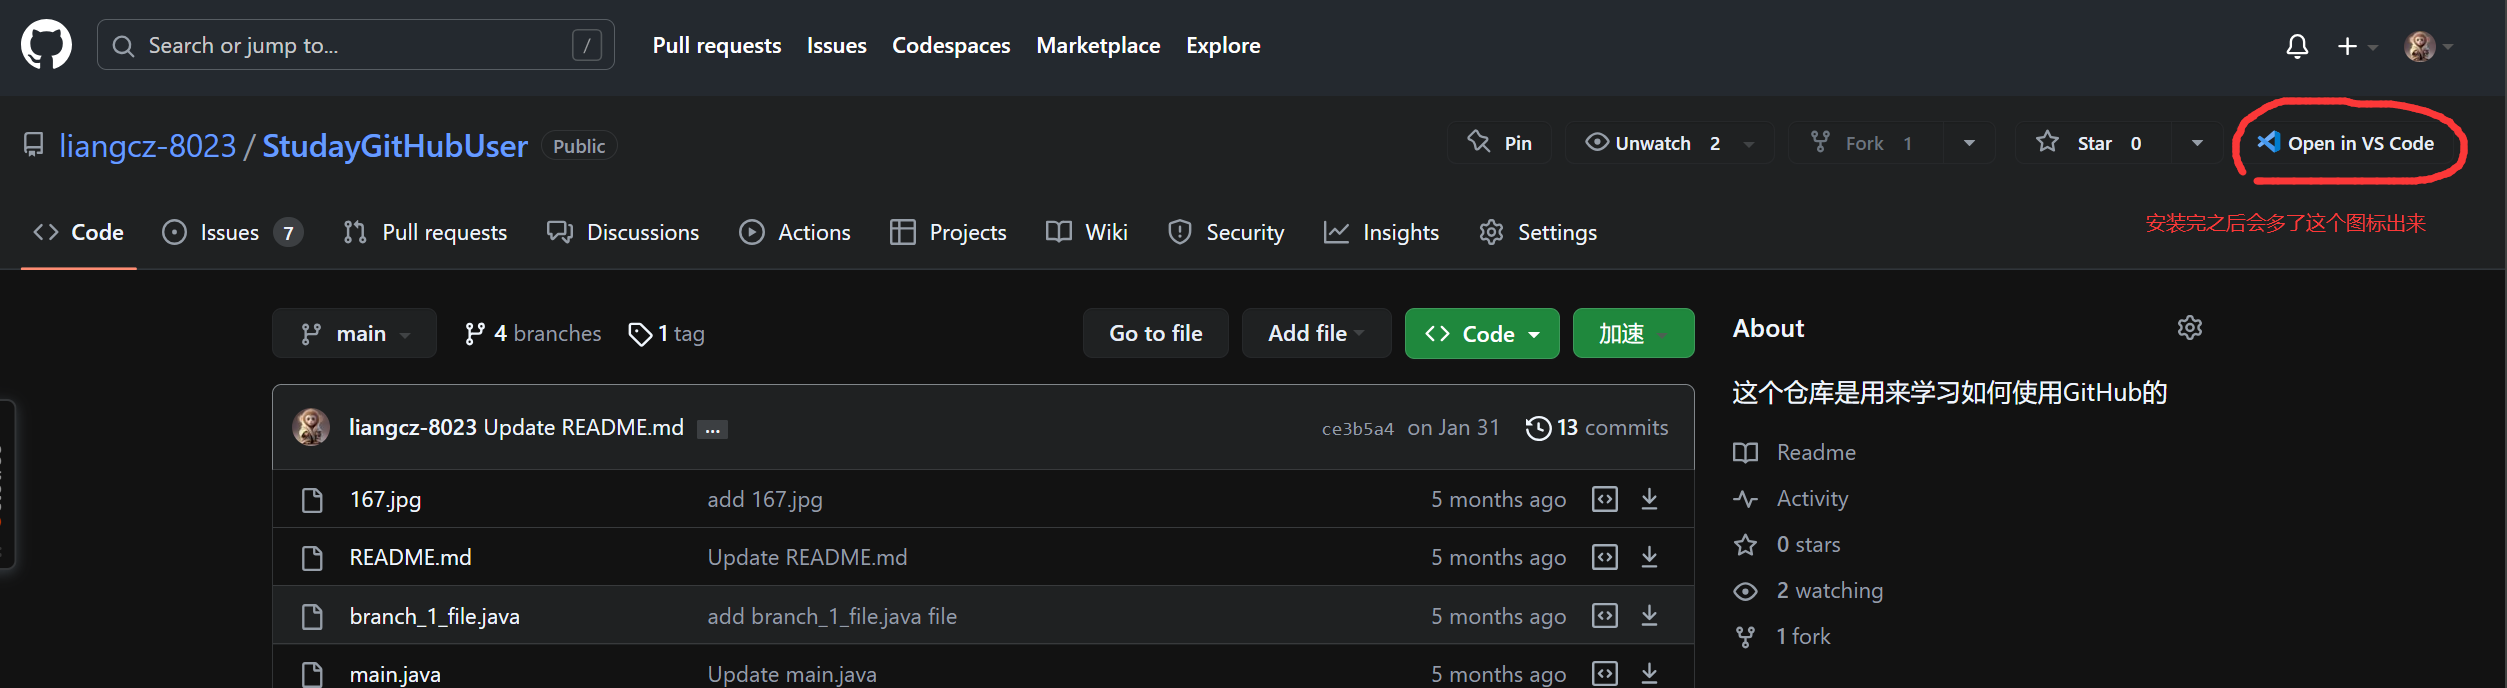 Search or jump to... / Pull requests Issues Codespaces Marketplace Explore
liangcz-8023 / StudayGitHubUser Public Pin Unwatch 2 Fork 1 Star 0 Open in VS Code
安装完之后会多了这个图标出来
Code Issues 7 Pull requests Discussions Actions Projects Wiki Security Insights Settings
main 4 branches 1 tag Go to file Add file Code 加速
liangcz-8023 Update README.md ... ce3b5a4 on Jan 31 13 commits
167.jpg add 167.jpg 5 months ago
README.md Update README.md 5 months ago
branch_1_file.java add branch_1_file.java file 5 months ago
main.java Update main.java 5 months ago
About
这个仓库是用来学习如何使用GitHub的
Readme
Activity
0 stars
2 watching
1 fork